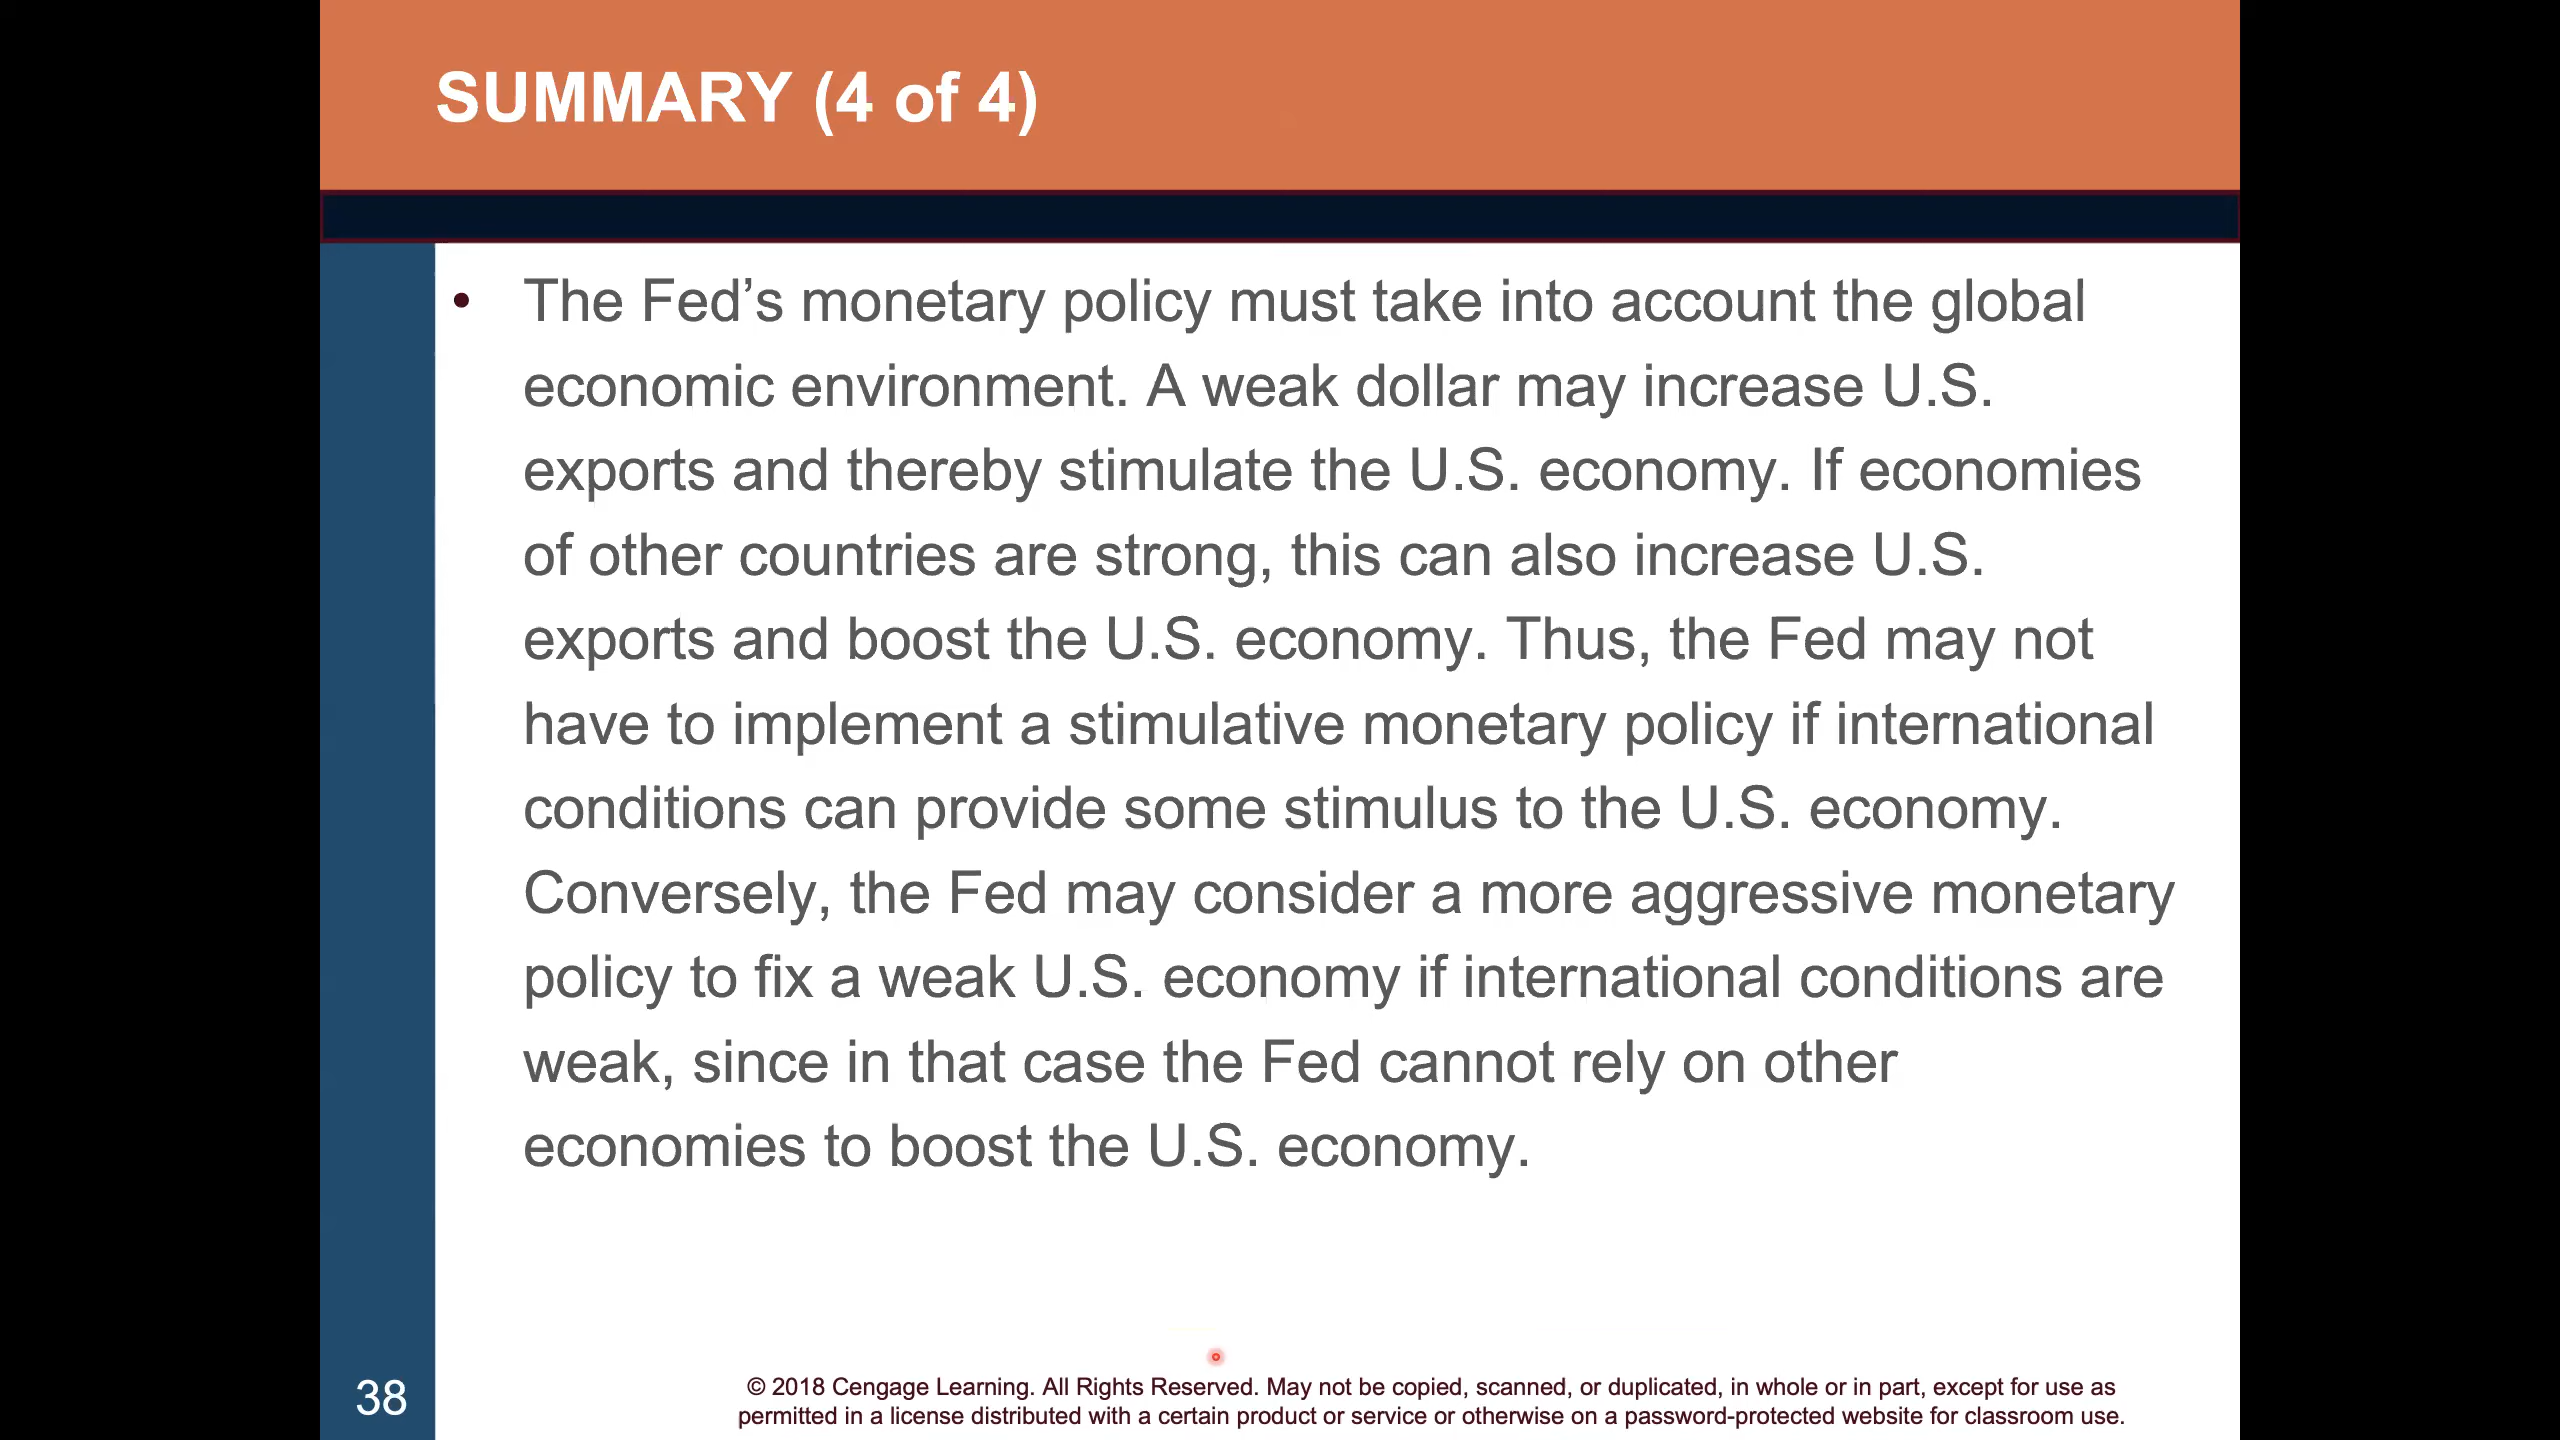 SUMMARY (4 of 4)
• The Fed’s monetary policy must take into account the global
economic environment. A weak dollar may increase U.S.
exports and thereby stimulate the U.S. economy. If economies
of other countries are strong, this can also increase U.S.
exports and boost the U.S. economy. Thus, the Fed may not
have to implement a stimulative monetary policy if international
conditions can provide some stimulus to the U.S. economy.
Conversely, the Fed may consider a more aggressive monetary
policy to fix a weak U.S. economy if international conditions are
weak, since in that case the Fed cannot rely on other
economies to boost the U.S. economy.
38
© 2018 Cengage Learning. All Rights Reserved. May not be copied, scanned, or duplicated, in whole or in part, except for use as
permitted in a license distributed with a certain product or service or otherwise on a password-protected website for classroom use.